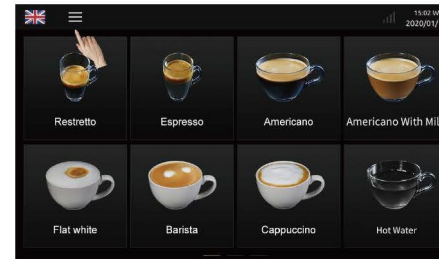 15:02 W
2020/01/
Restretto
Espresso
Americano
Americano With Mil
Flat white
Barista
Cappuccino
Hot Water